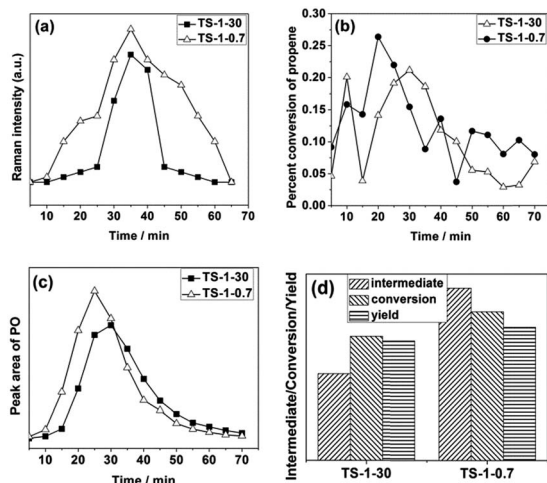 (a)
TS-1-30
TS-1-0.7
Raman intensity (a.u.)
10 20 30 40 50 60 70
Time / min
(b)
TS-1-30
TS-1-0.7
Percent conversion of propene
0.30
0.25
0.20
0.15
0.10
0.05
0.00
10 20 30 40 50 60 70
Time / min
(c)
TS-1-30
TS-1-0.7
Peak area of PO
10 20 30 40 50 60 70
Time / min
(d)
intermediate
conversion
yield
Intermediate/Conversion/Yield
TS-1-30 TS-1-0.7